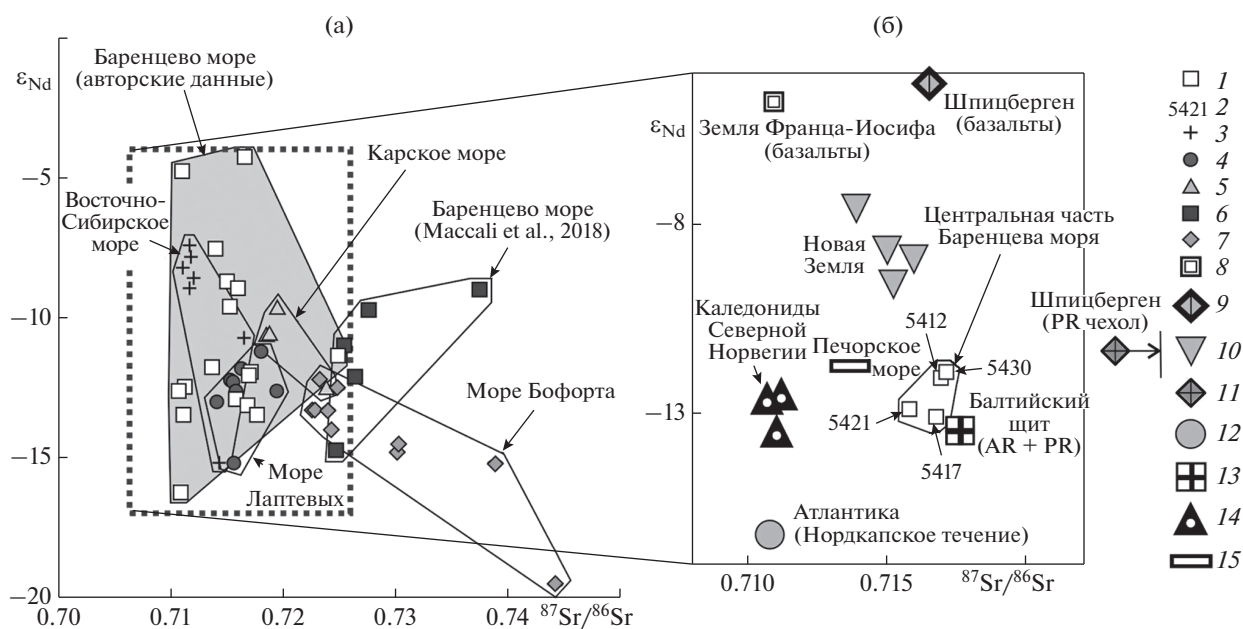 (а)
(б)
εNd
−5
−10
−15
−20
0.70
0.71
0.72
0.73
0.74
87Sr/86Sr
Баренцево море
(авторские данные)
Восточно-
Сибирское
море
Карское море
Баренцево море
(Maccali et al., 2018)
Море Бофорта
Море
Лаптевых
εNd
−8
−13
0.710
0.715
87Sr/86Sr
Шпицберген
(базальты)
Земля Франца-Иосифа
(базальты)
Новая
Земля
Центральная часть
Баренцева моря
Каледониды
Северной
Норвегии
Печорское
море
5412
5430
5421
5417
Балтийский
щит
(AR + PR)
Атлантика
(Нордкапское течение)
Шпицберген
(PR чехол)
1
5421 2
3
4
5
6
7
8
9
10
11
12
13
14
15